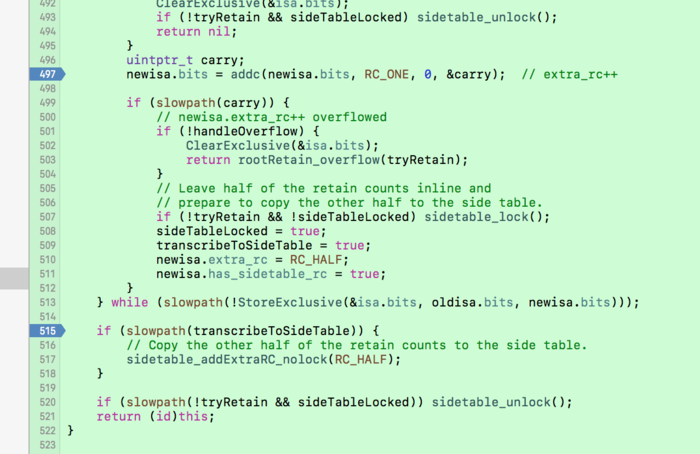 492 ClearExclusive(&isa.bits);
493 if (!tryRetain && sideTableLocked) sidetable_unlock();
494 return nil;
495 }
496 uintptr_t carry;
497 newisa.bits = addc(newisa.bits, RC_ONE, 0, &carry);  // extra_rc++
498
499 if (slowpath(carry)) {
500 // newisa.extra_rc++ overflowed
501 if (!handleOverflow) {
502 ClearExclusive(&isa.bits);
503 return rootRetain_overflow(tryRetain);
504 }
505 // Leave half of the retain counts inline and
506 // prepare to copy the other half to the side table.
507 if (!tryRetain && !sideTableLocked) sidetable_lock();
508 sideTableLocked = true;
509 transcribeToSideTable = true;
510 newisa.extra_rc = RC_HALF;
511 newisa.has_sidetable_rc = true;
512 }
513 } while (slowpath(!StoreExclusive(&isa.bits, oldisa.bits, newisa.bits)));
514
515 if (slowpath(transcribeToSideTable)) {
516 // Copy the other half of the retain counts to the side table.
517 sidetable_addExtraRC_nolock(RC_HALF);
518 }
519
520 if (slowpath(!tryRetain && sideTableLocked)) sidetable_unlock();
521 return (id)this;
522 }
523